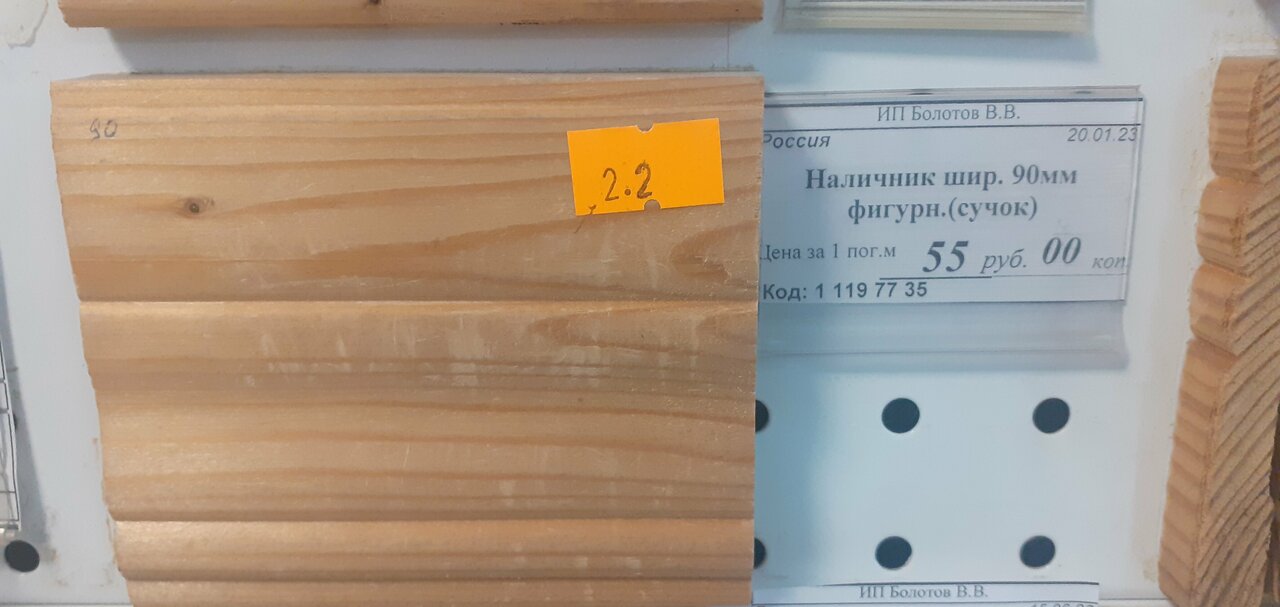 90
2.2
ИП Болотов В.В.
Россия 20.01.23
Наличник шир. 90мм
фигурн.(сучок)
Цена за 1 пог.м 55 руб. 00 коп
Код: 1 119 77 35
ИП Болотов В.В.